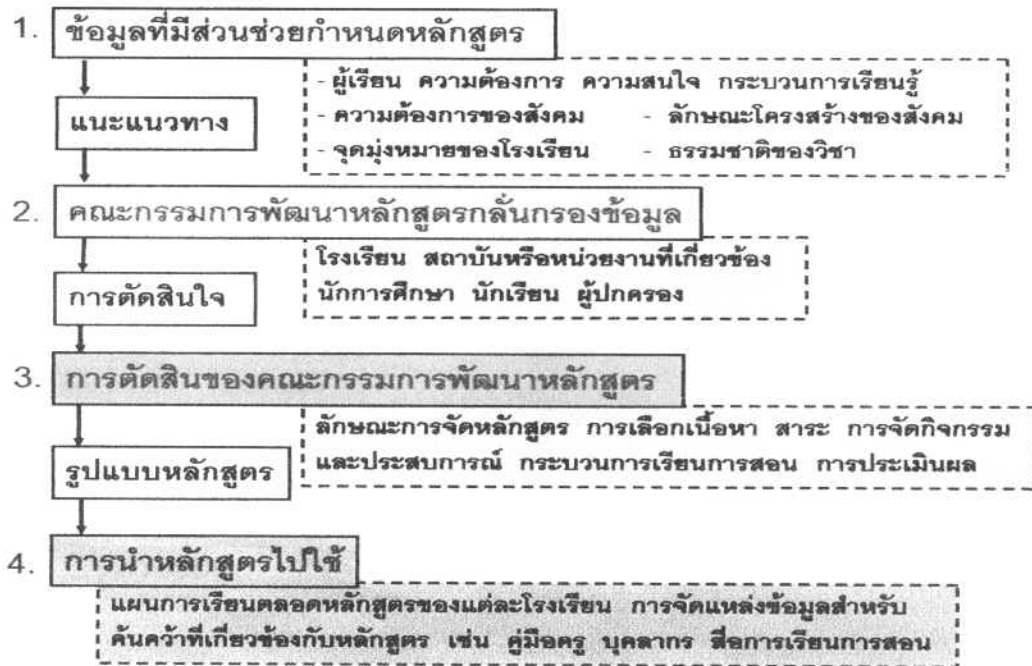 1. ข้อมูลที่มีส่วนช่วยกำหนดหลักสูตร
- ผู้เรียน ความต้องการ ความสนใจ กระบวนการเรียนรู้
- ความต้องการของสังคม - ลักษณะโครงสร้างของสังคม
- จุดมุ่งหมายของโรงเรียน - ธรรมชาติของวิชา
แนะแนวทาง
2. คณะกรรมการพัฒนาหลักสูตรกลั่นกรองข้อมูล
โรงเรียน สถาบันหรือหน่วยงานที่เกี่ยวข้อง
นักการศึกษา นักเรียน ผู้ปกครอง
การตัดสินใจ
3. การตัดสินของคณะกรรมการพัฒนาหลักสูตร
ลักษณะการจัดหลักสูตร การเลือกเนื้อหา สาระ การจัดกิจกรรม
และประสบการณ์ กระบวนการเรียนการสอน การประเมินผล
รูปแบบหลักสูตร
4. การนำหลักสูตรไปใช้
แผนการเรียนตลอดหลักสูตรของแต่ละโรงเรียน การจัดแหล่งข้อมูลสำหรับ
ค้นคว้าที่เกี่ยวข้องกับหลักสูตร เช่น คู่มือครู บุคลากร สื่อการเรียนการสอน